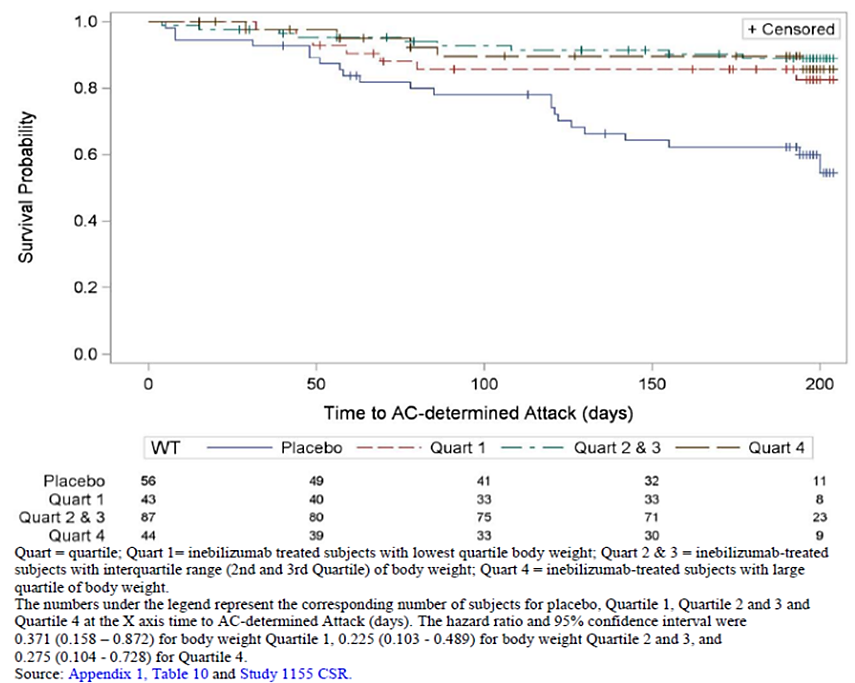 1.0
0.8
0.6
0.4
0.2
0.0
Survival Probability
+ Censored
0 50 100 150 200
Time to AC-determined Attack (days)
WT Placebo Quart 1 Quart 2 & 3 Quart 4
Placebo 56 49 41 32 11
Quart 1 43 40 33 33 8
Quart 2 & 3 87 80 75 71 23
Quart 4 44 39 33 30 9
Quart = quartile; Quart 1= inebilizumab treated subjects with lowest quartile body weight; Quart 2 & 3 = inebilizumab-treated
subjects with interquartile range (2nd and 3rd Quartile) of body weight; Quart 4 = inebilizumab-treated subjects with large
quartile of body weight.
The numbers under the legend represent the corresponding number of subjects for placebo, Quartile 1, Quartile 2 and 3 and
Quartile 4 at the X axis time to AC-determined Attack (days). The hazard ratio and 95% confidence interval were
0.371 (0.158 – 0.872) for body weight Quartile 1, 0.225 (0.103 - 0.489) for body weight Quartile 2 and 3, and
0.275 (0.104 - 0.728) for Quartile 4.
Source: Appendix 1, Table 10 and Study 1155 CSR.